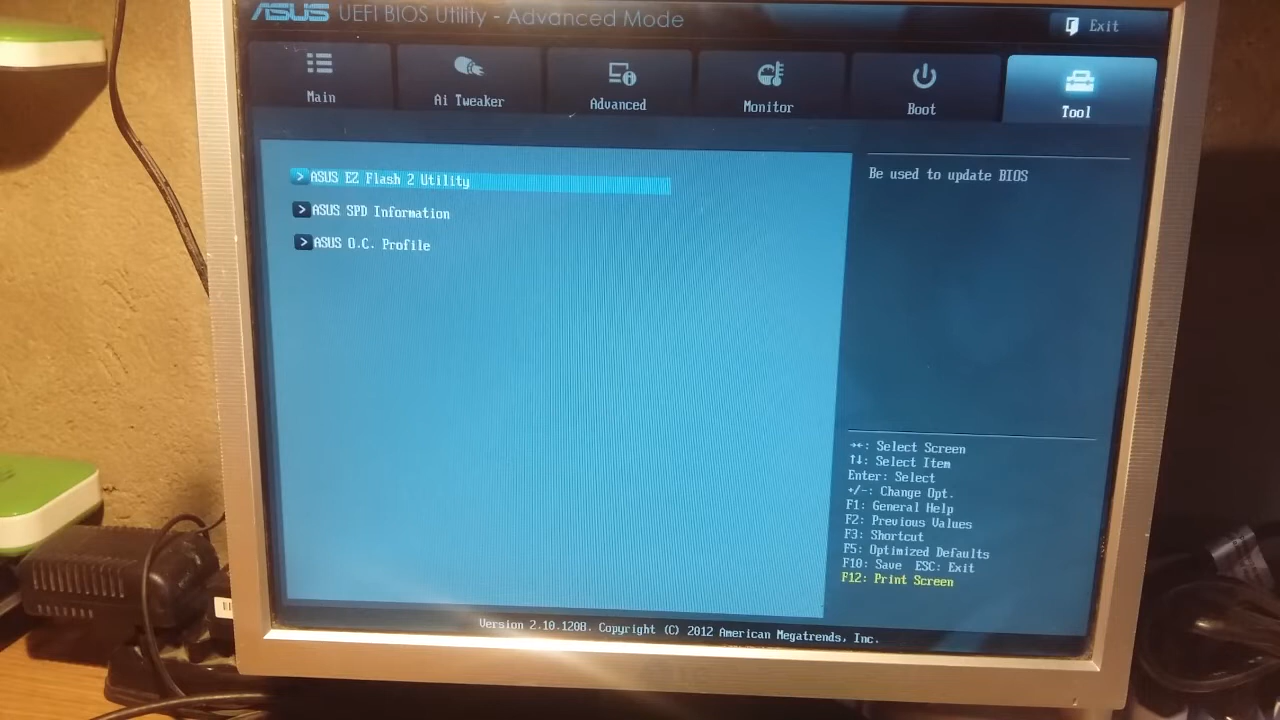 ASUS UEFI BIOS Utility - Advanced Mode
Exit
Main
Ai Tweaker
Advanced
Monitor
Boot
Tool
> ASUS EZ Flash 2 Utility
> ASUS SPD Information
> ASUS O.C. Profile
Be used to update BIOS
→←: Select Screen
↑↓: Select Item
Enter: Select
+/-: Change Opt.
F1: General Help
F2: Previous Values
F3: Shortcut
F5: Optimized Defaults
F10: Save ESC: Exit
F12: Print Screen
Version 2.10.1208. Copyright (C) 2012 American Megatrends, Inc.